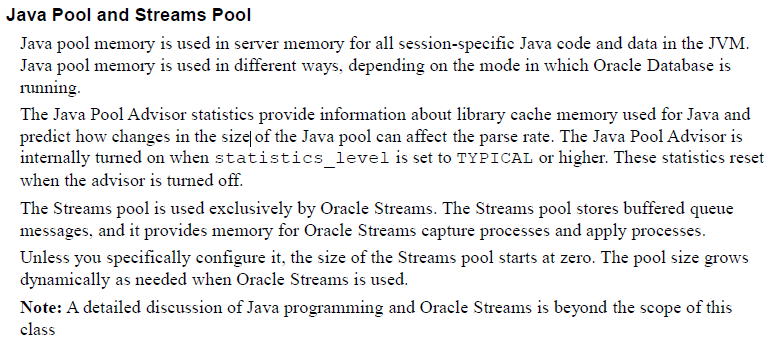 Java Pool and Streams Pool
Java pool memory is used in server memory for all session-specific Java code and data in the JVM.
Java pool memory is used in different ways, depending on the mode in which Oracle Database is
running.
The Java Pool Advisor statistics provide information about library cache memory used for Java and
predict how changes in the size of the Java pool can affect the parse rate. The Java Pool Advisor is
internally turned on when statistics_level is set to TYPICAL or higher. These statistics reset
when the advisor is turned off.
The Streams pool is used exclusively by Oracle Streams. The Streams pool stores buffered queue
messages, and it provides memory for Oracle Streams capture processes and apply processes.
Unless you specifically configure it, the size of the Streams pool starts at zero. The pool size grows
dynamically as needed when Oracle Streams is used.
Note: A detailed discussion of Java programming and Oracle Streams is beyond the scope of this
class